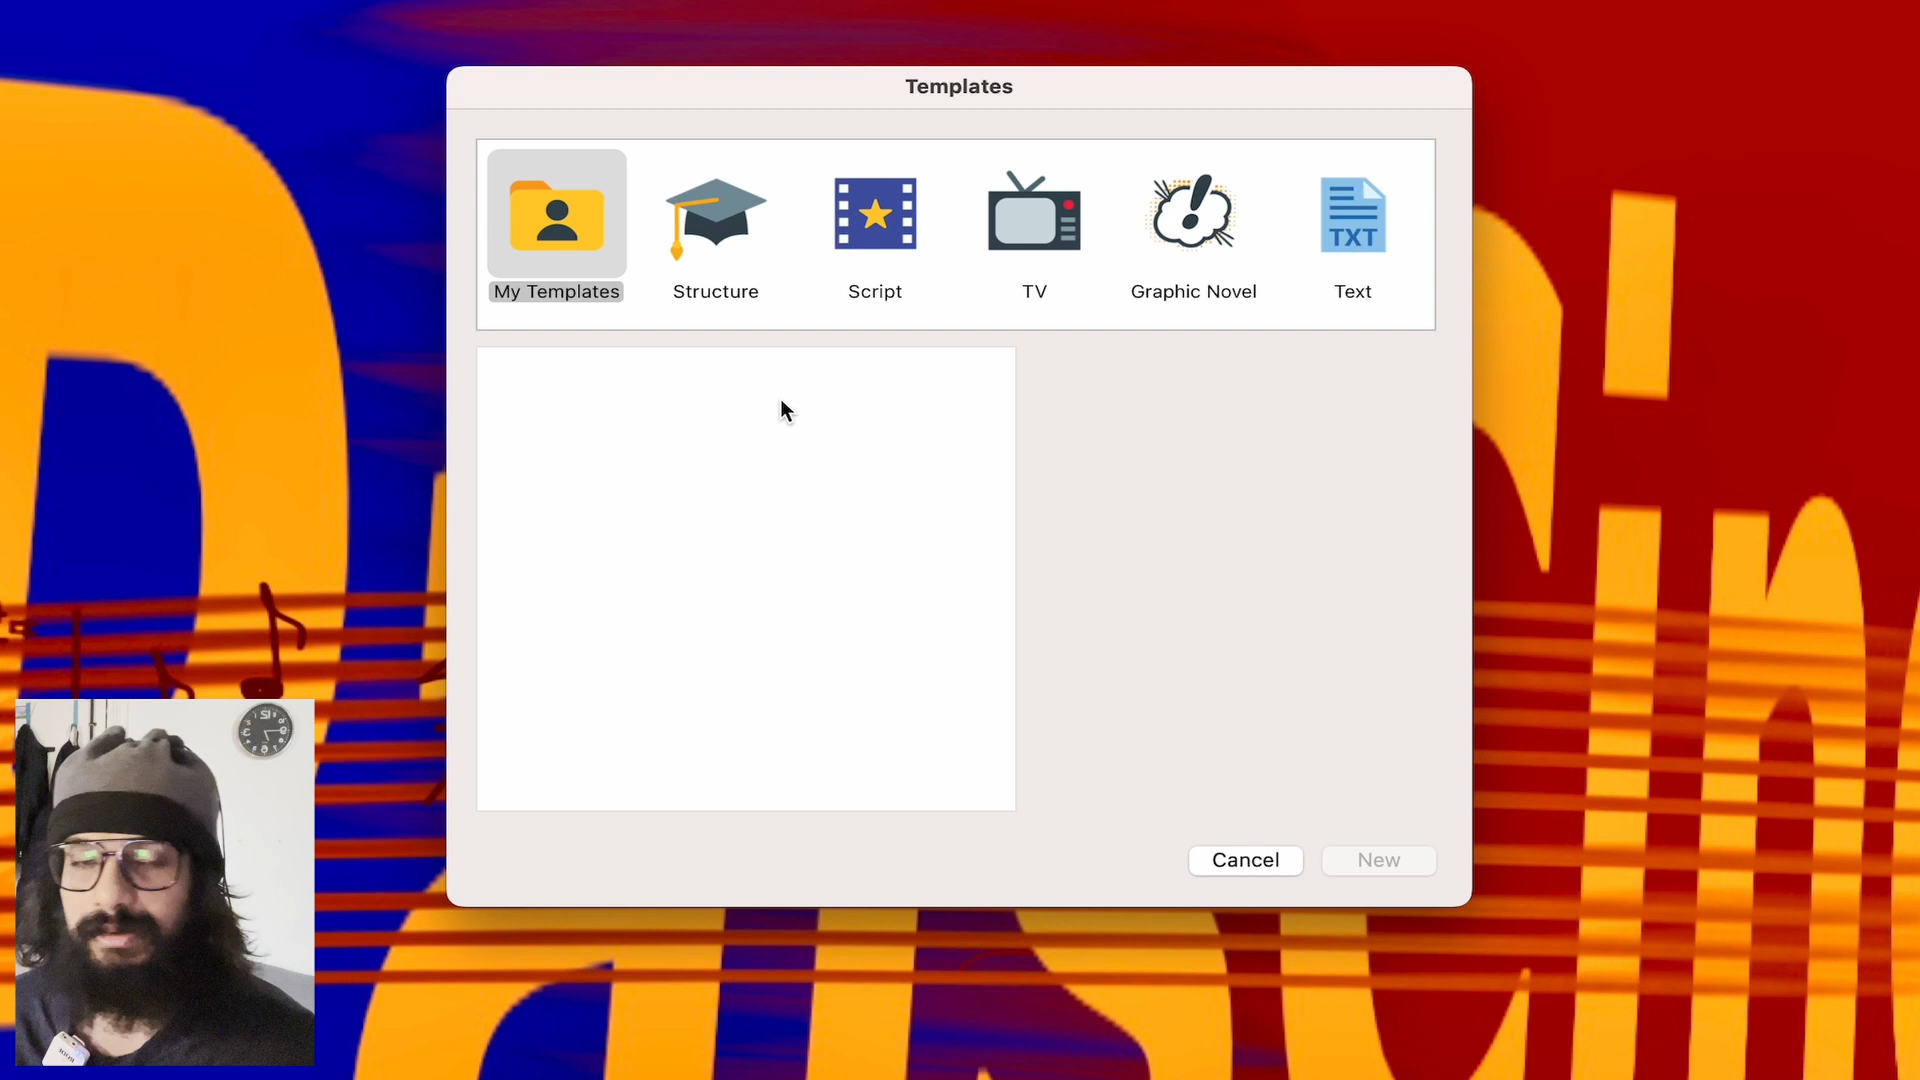 Templates
My Templates
Structure
Script
TV
Graphic Novel
TXT
Text
Cancel
New